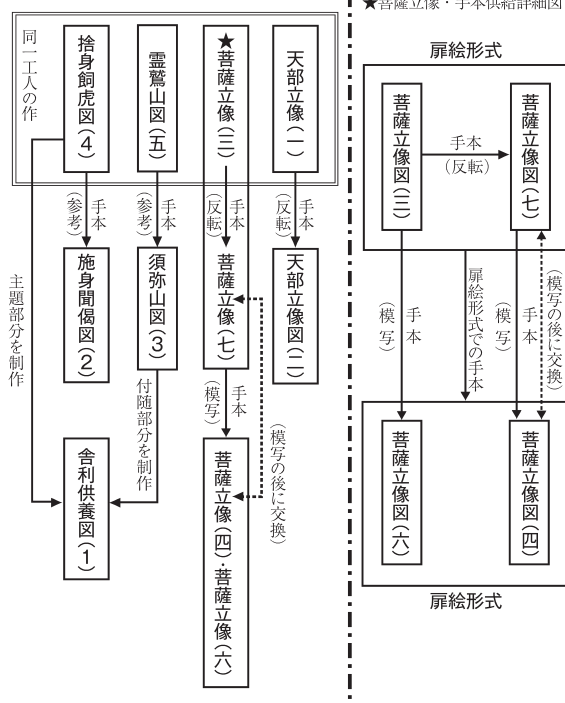 ★菩薩立像・手本供給詳細図
扉絵形式
菩薩立像図(三)
手本
(反転)
菩薩立像図(七)
手本
(模写)
扉絵形式での手本
手本
(模写)
(模写の後に交換)
菩薩立像図(六)
菩薩立像図(四)
扉絵形式
同一工人の作
天部立像(一)
★菩薩立像(三)
霊鷲山図(五)
捨身飼虎図(4)
手本
(反転)
手本
(反転)
手本
(参考)
手本
(参考)
天部立像図(二)
菩薩立像(七)
須弥山図(3)
施身聞偈図(2)
主題部分を制作
付随部分を制作
手本
(模写)
(模写の後に交換)
菩薩立像(四)・菩薩立像(六)
舎利供養図(1)